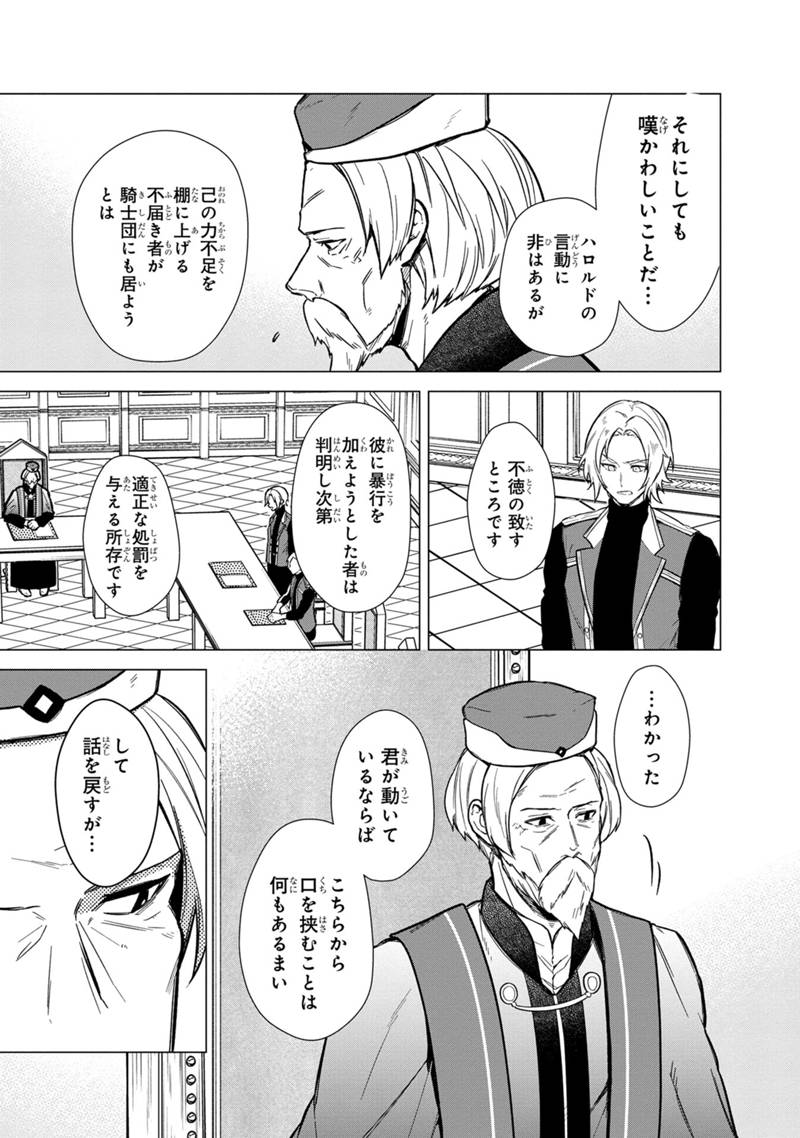 それにしても
嘆かわしいことだ…
ハロルドの
言動に
非はあるが
己の力不足を
棚に上げる
不届き者が
騎士団にも居よう
とは
不徳の致す
ところです
彼に暴行を
加えようとした者は
判明し次第
適正な処罰を
与える所存です
…わかった
君が動いて
いるならば
こちらから
口を挟むことは
何もあるまい
して
話を戻すが…